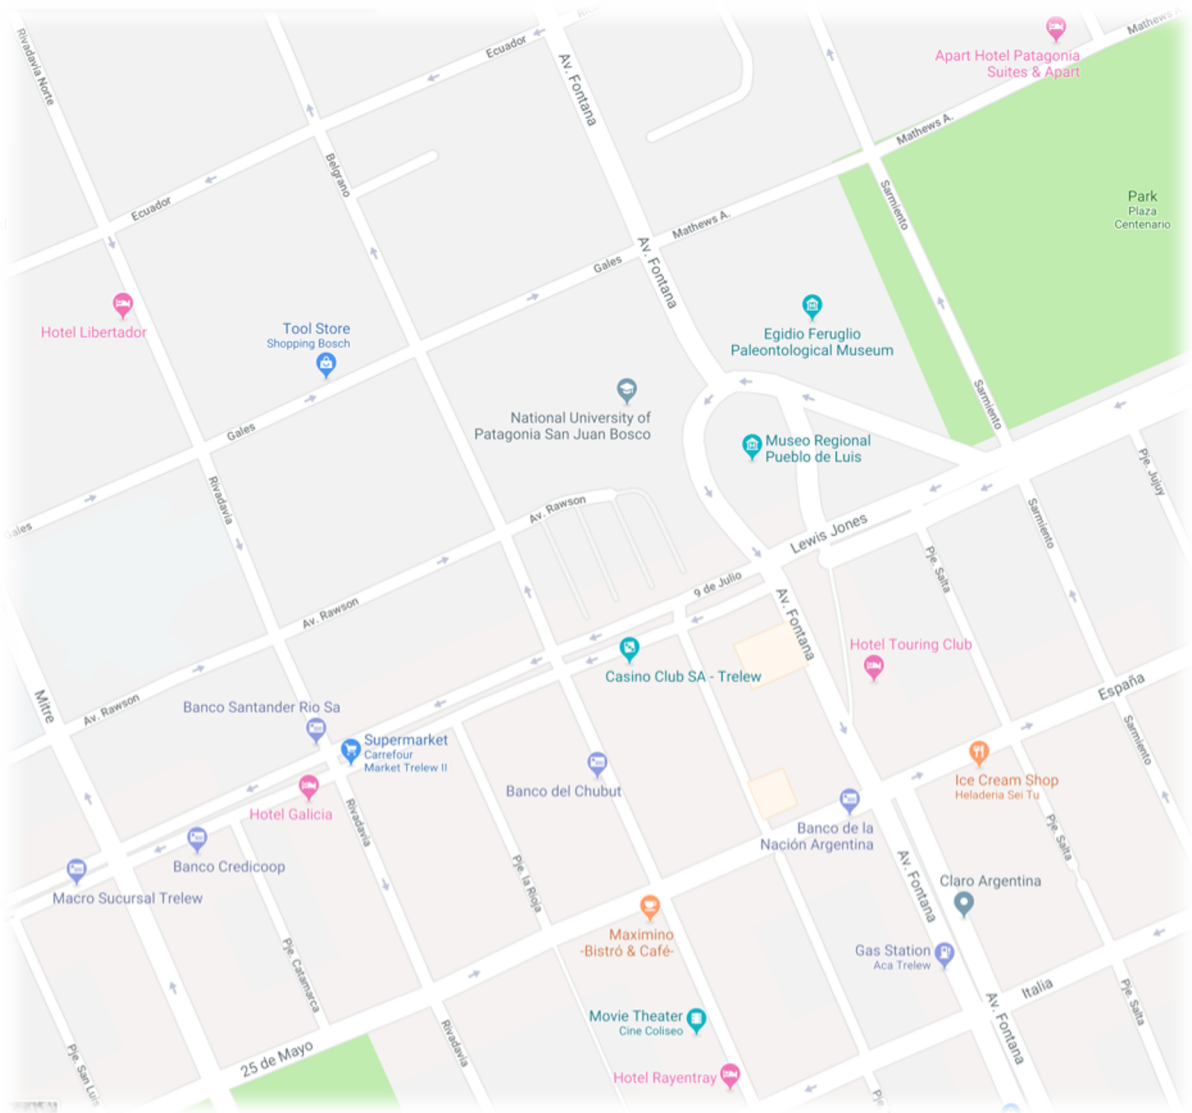 Rivadavia Norte
Ecuador
Av. Fontana
Apart Hotel Patagonia
Suites & Apart
Mathews A.
Mathews A.
Belgrano
Ecuador
Sarmiento
Park
Plaza
Centenario
Mathews A.
Gales
Av. Fontana
Hotel Libertador
Tool Store
Shopping Bosch
Egidio Feruglio
Paleontological Museum
National University of
Patagonia San Juan Bosco
Sarmiento
Gales
Museo Regional
Pueblo de Luis
Pje. Jujuy
Rivadavia
Av. Rawson
Gales
Lewis Jones
Sarmiento
Pje. Salta
9 de Julio
Av. Rawson
Av. Fontana
Hotel Touring Club
Casino Club SA - Trelew
España
Mitre
Av. Rawson
Banco Santander Rio Sa
Supermarket
Carrefour
Market Trelew II
Sarmiento
Ice Cream Shop
Heladeria Sei Tu
Banco del Chubut
Hotel Galicia
Rivadavia
Banco de la
Nación Argentina
Pje. Salta
Banco Credicoop
Macro Sucursal Trelew
Pje. la Rioja
Av. Fontana
Claro Argentina
Maximino
-Bistró & Café-
Gas Station
Aca Trelew
Pje. Catamarca
Italia
Pje. Salta
Movie Theater
Cine Coliseo
Av. Fontana
Rivadavia
25 de Mayo
Pje. San Luis
Hotel Rayentray